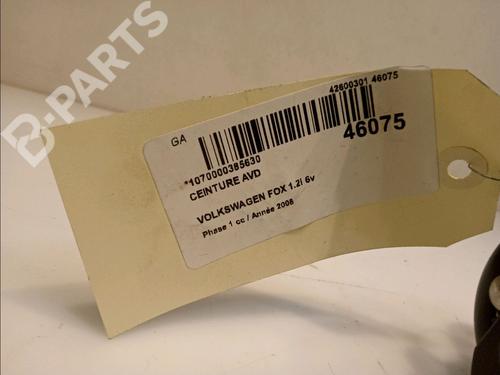 B-PARTS
GA
42600301 46075
46075
*1070000385630
CEINTURE AVD
VOLKSWAGEN FOX 1.2i 6v
Phase 1 cc / Année 2008